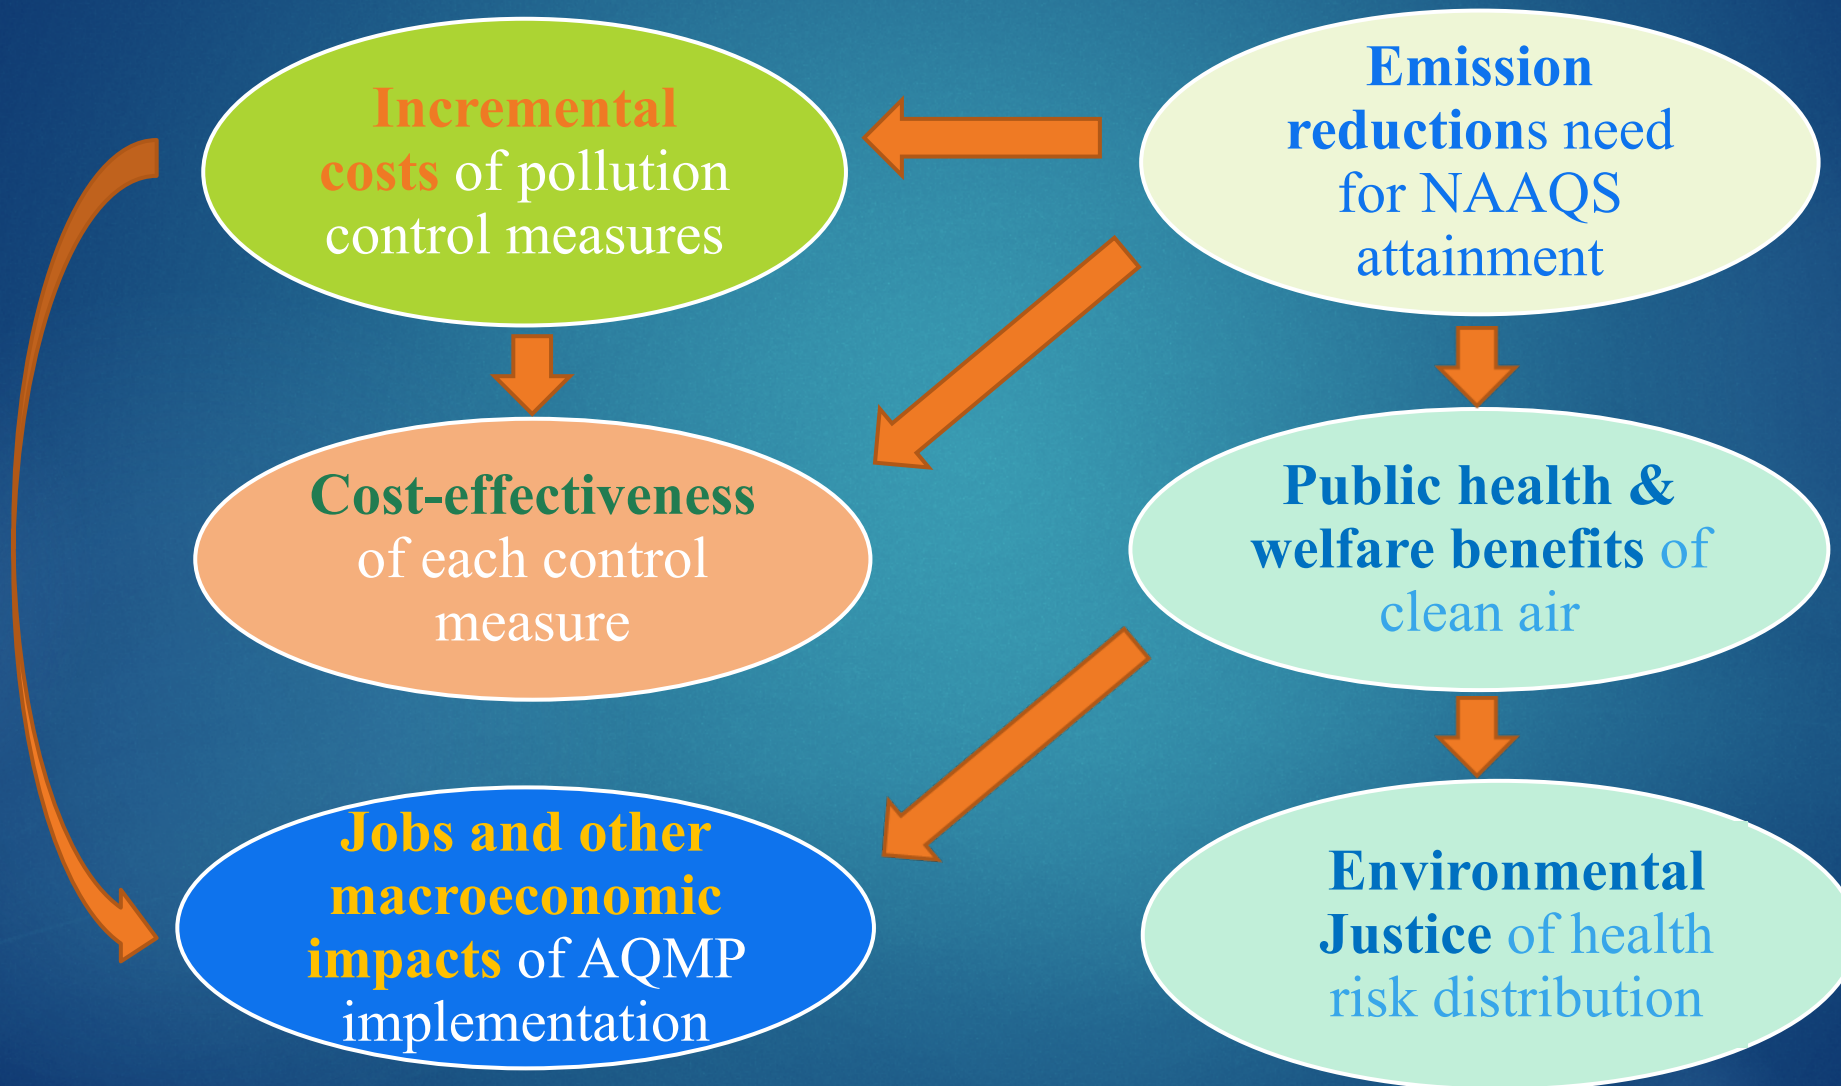 Incremental
costs of pollution
control measures
Emission
reductions need
for NAAQS
attainment
Cost-effectiveness
of each control
measure
Public health &
welfare benefits of
clean air
Jobs and other
macroeconomic
impacts of AQMP
implementation
Environmental
Justice of health
risk distribution